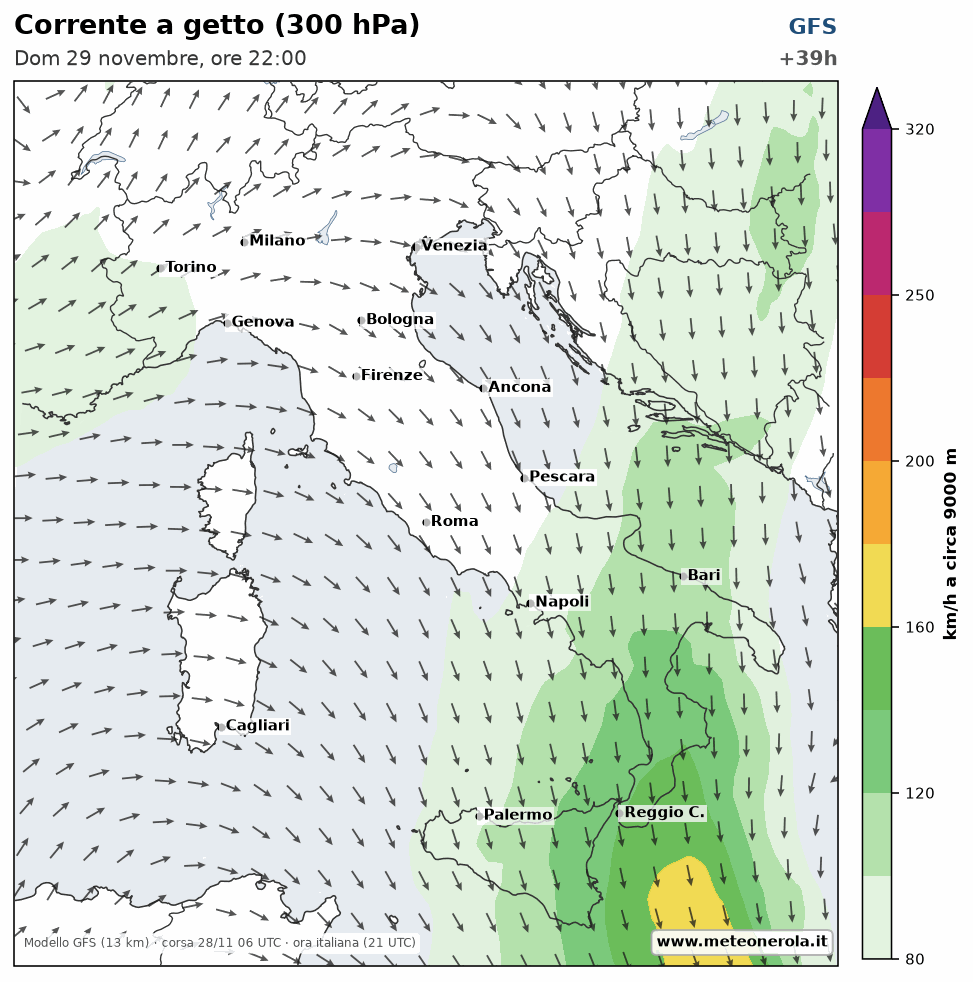 Corrente a getto (300 hPa)
GFS
Dom 29 novembre, ore 22:00
+39h
Milano
Venezia
Torino
Genova
Bologna
Firenze
Ancona
Pescara
Roma
Bari
Napoli
Cagliari
Palermo
Reggio C.
320
250
200
160
120
80
km/h a circa 9000 m
Modello GFS (13 km) · corsa 28/11 06 UTC · ora italiana (21 UTC)
www.meteonerola.it